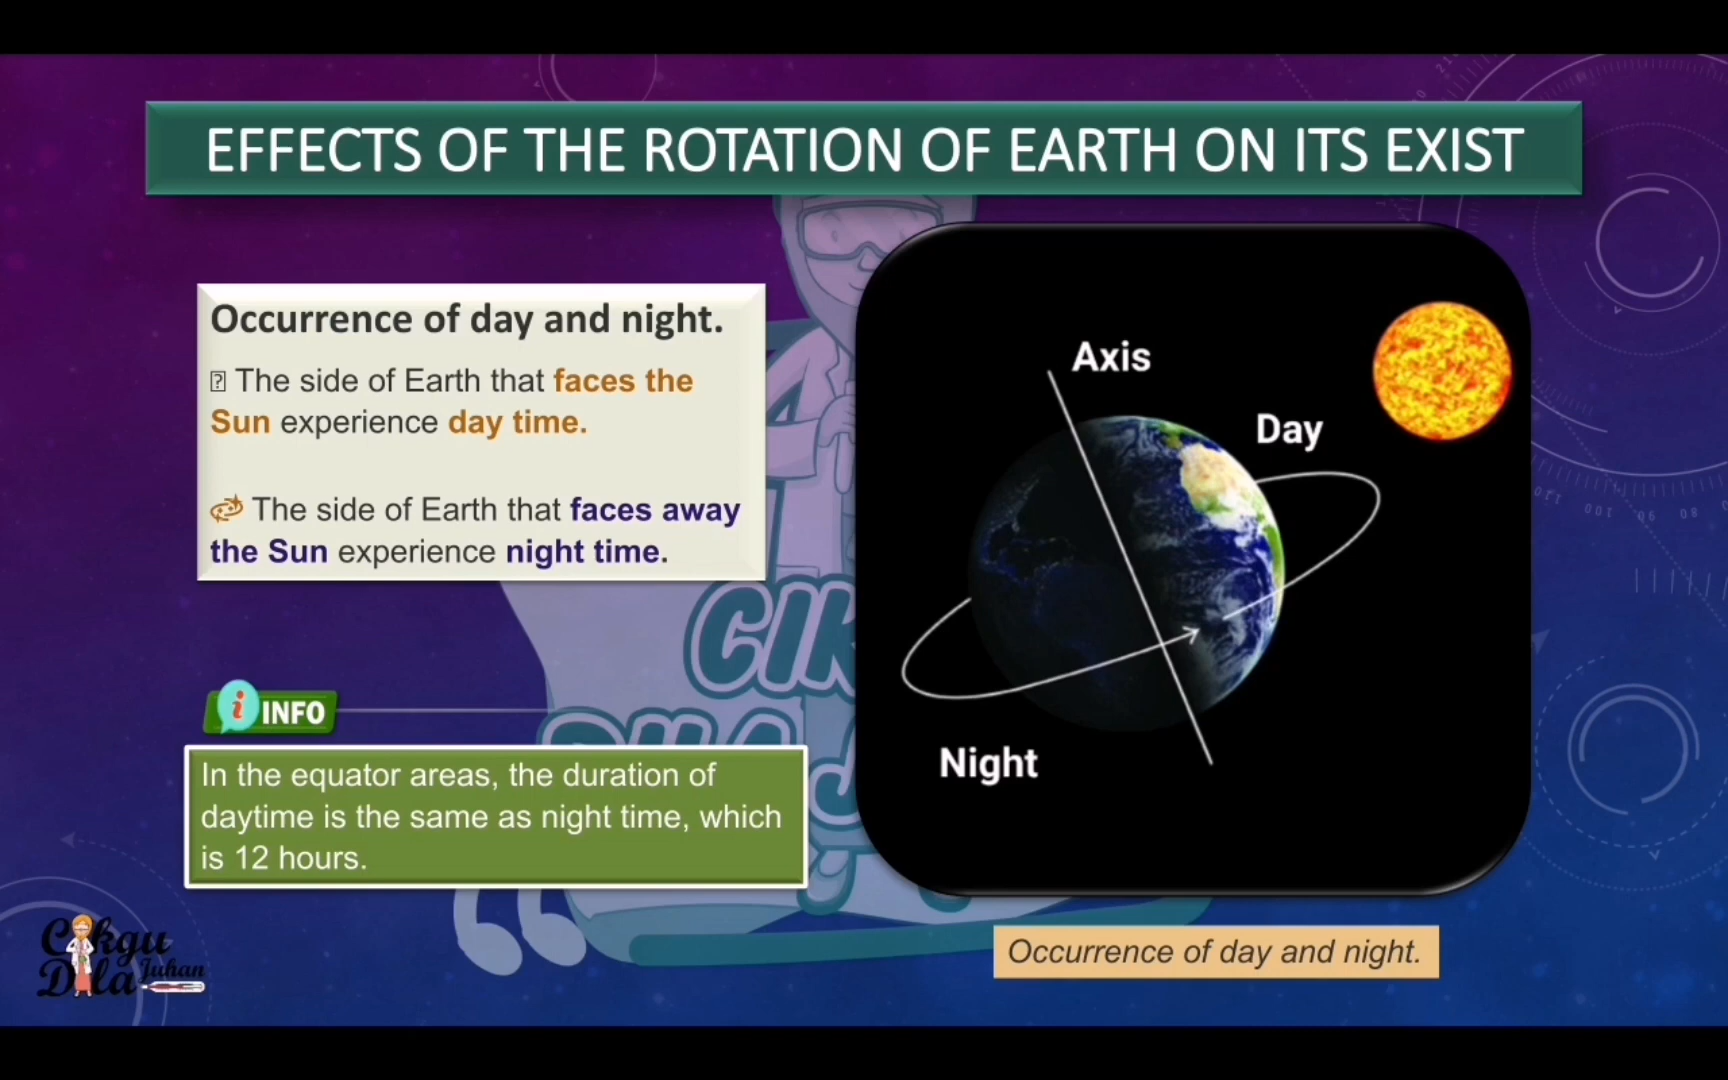 EFFECTS OF THE ROTATION OF EARTH ON ITS EXIST
Occurrence of day and night.
The side of Earth that faces the
Sun experience day time.
The side of Earth that faces away
the Sun experience night time.
i INFO
In the equator areas, the duration of
daytime is the same as night time, which
is 12 hours.
Axis
Day
Night
Occurrence of day and night.
Cikgu
Dila Juhan